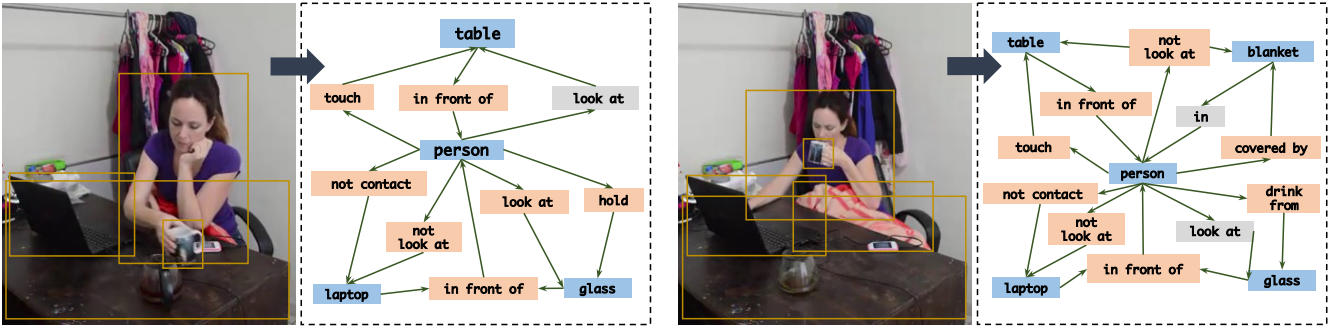 table
touch
in front of
look at
person
not contact
look at
hold
not
look at
laptop
in front of
glass
table
not
look at
blanket
in front of
in
touch
covered by
person
not contact
drink
from
not
look at
look at
in front of
laptop
glass